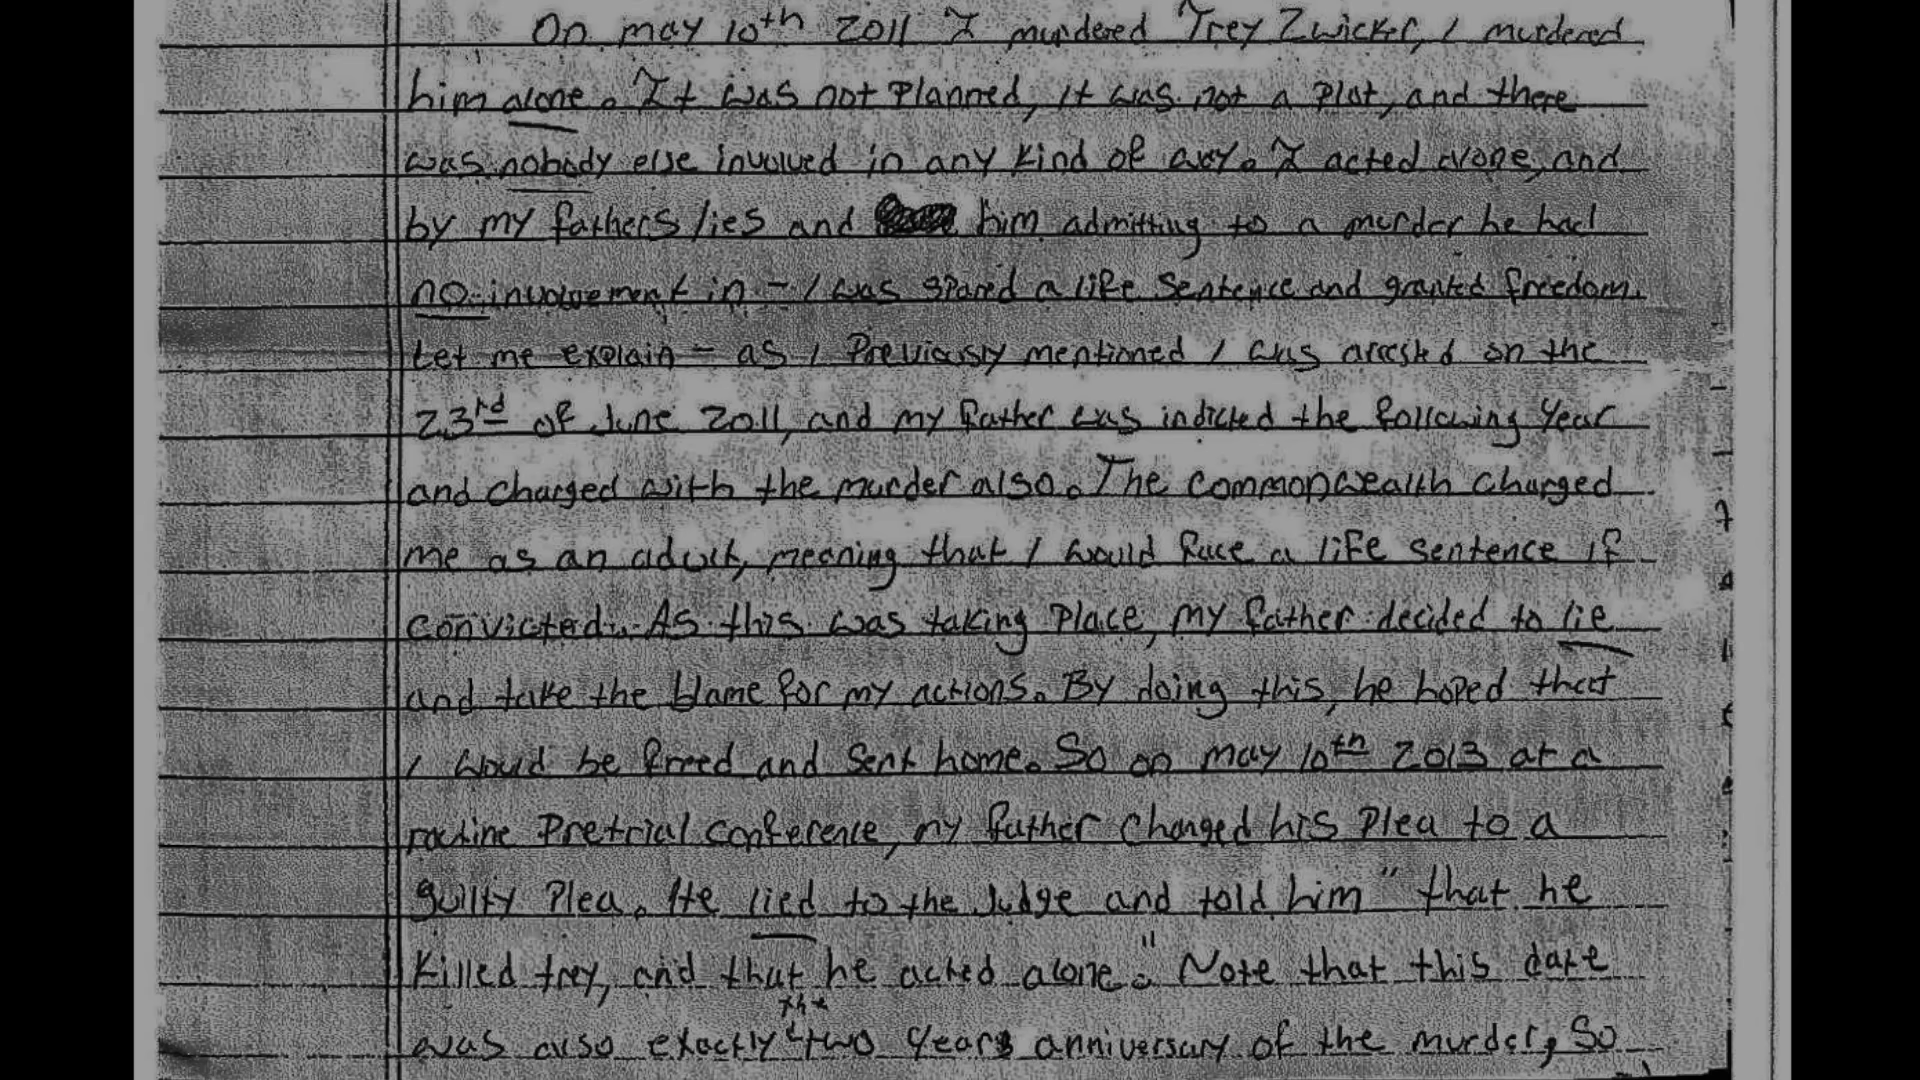 On may 10th 2011 I murdered Trey Zwicker, I murdered
him alone. It was not planned, it was not a plot, and there
was nobody else involved in any kind of way. I acted alone, and
by my fathers lies and him admitting to a murder he had
no involvement in - I was spared a life sentence and granted freedom.
Let me explain - as I previously mentioned I was arrested on the
23rd of June 2011, and my father was indicted the following year
and charged with the murder also. The commonwealth charged
me as an adult, meaning that I would face a life sentence if
convicted. As this was taking place, my father decided to lie
and take the blame for my actions. By doing this, he hoped that
I would be freed and sent home. So on may 10th 2013 at a
routine pretrial conference, my father changed his plea to a
guilty plea. He lied to the Judge and told him "that he
killed trey, and that he acted alone." Note that this date
was also exactly the two years anniversary of the murder, So